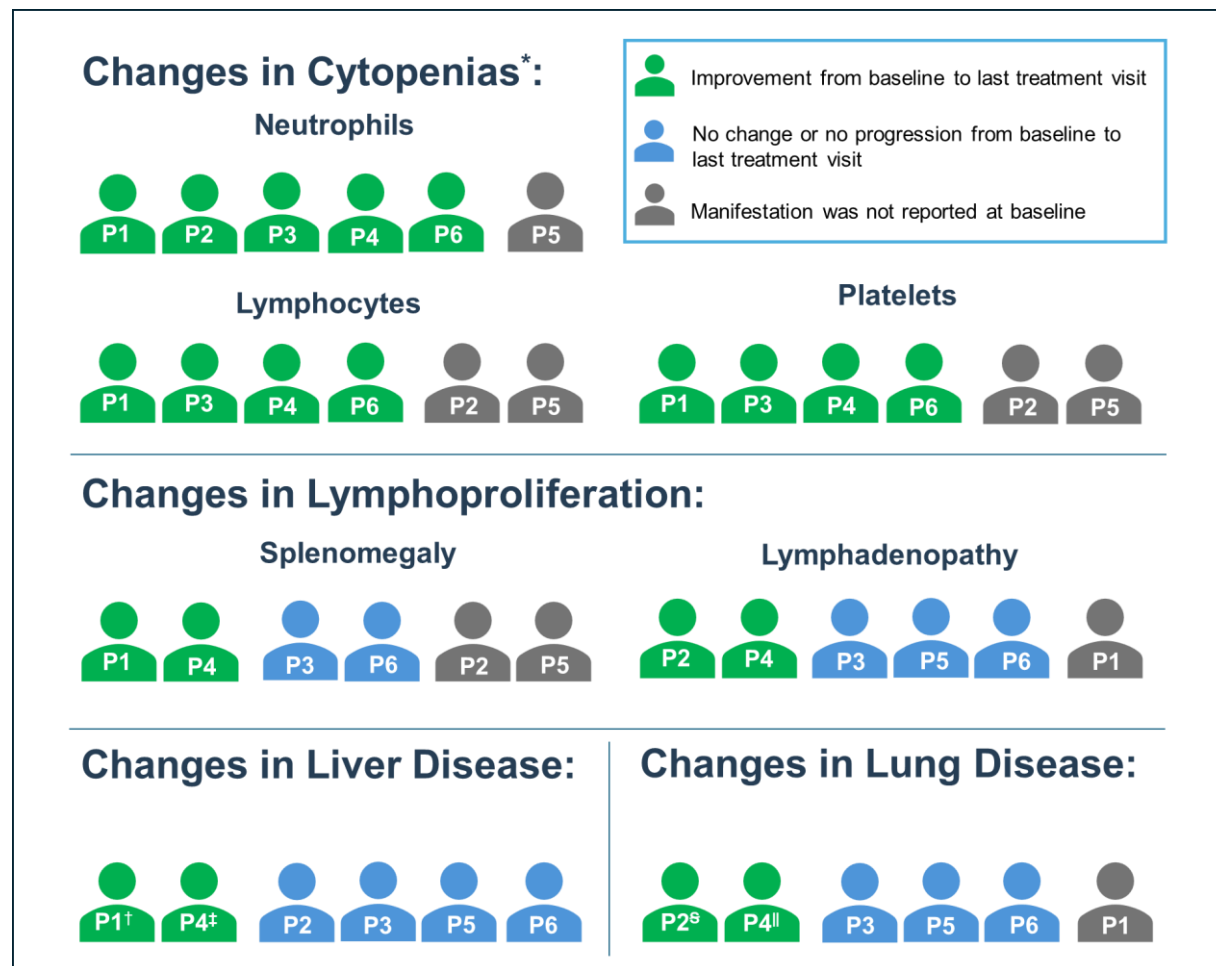 Changes in Cytopenias*:
Improvement from baseline to last treatment visit
No change or no progression from baseline to
last treatment visit
Manifestation was not reported at baseline
Neutrophils
P1 P2 P3 P4 P6 P5
Lymphocytes
P1 P3 P4 P6 P2 P5
Platelets
P1 P3 P4 P6 P2 P5
Changes in Lymphoproliferation:
Splenomegaly
P1 P4 P3 P6 P2 P5
Lymphadenopathy
P2 P4 P3 P5 P6 P1
Changes in Liver Disease:
P1† P4‡ P2 P3 P5 P6
Changes in Lung Disease:
P2§ P4|| P3 P5 P6 P1